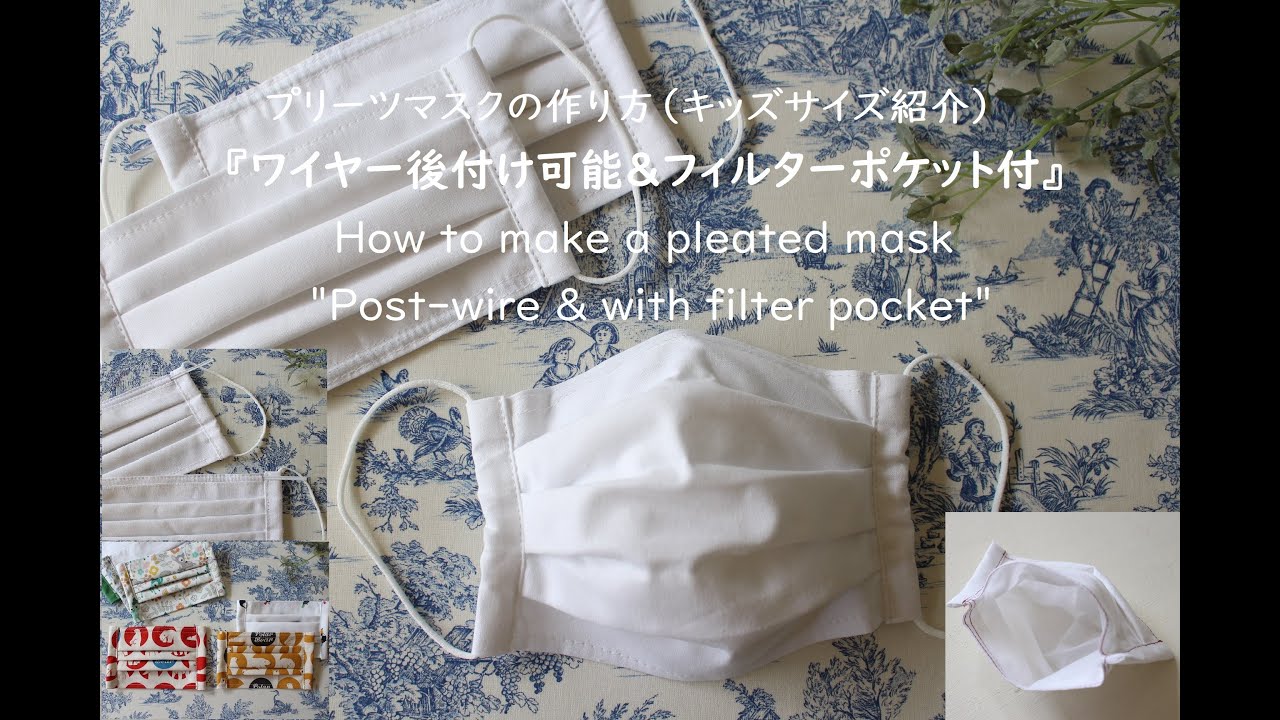 プリーツマスクの作り方(キッズサイズ紹介)
『ワイヤー後付け可能&フィルターポケット付』
How to make a pleated mask
"Post-wire & with filter pocket"
Polar
Bear